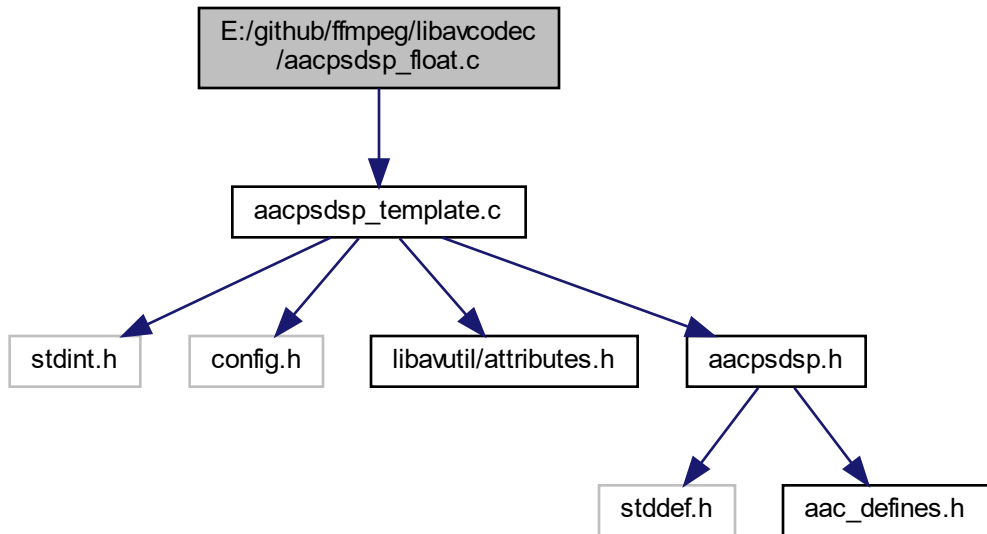 E:/github/ffmpeg/libavcodec
/aacpsdsp_float.c
aacpsdsp_template.c
stdint.h
config.h
libavutil/attributes.h
aacpsdsp.h
stddef.h
aac_defines.h